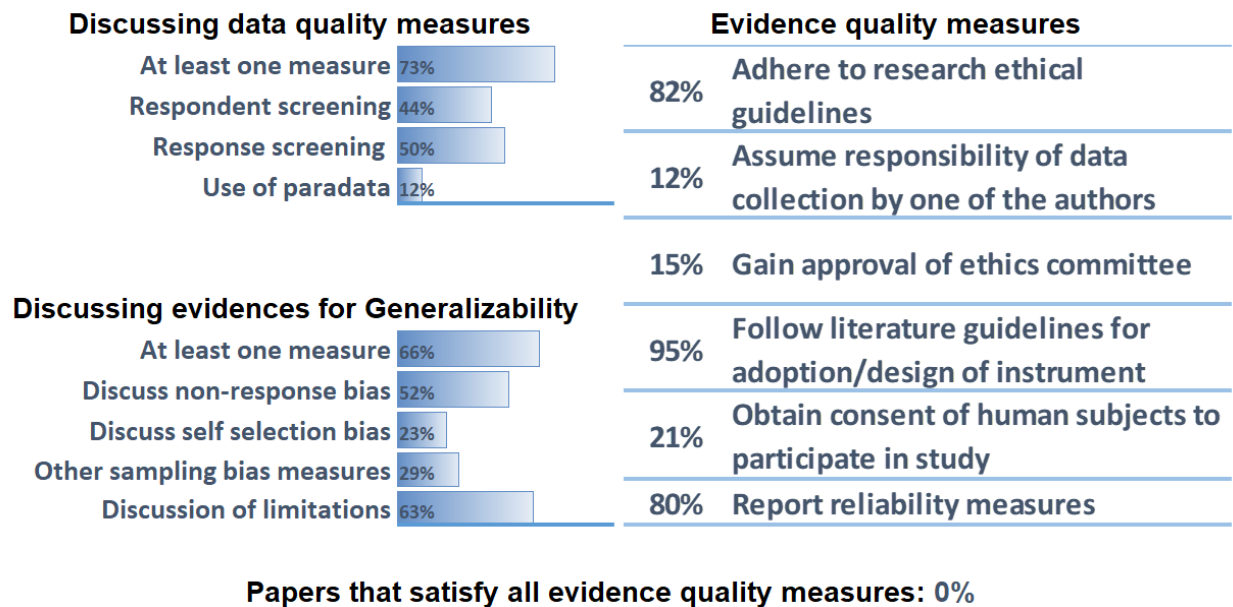 Discussing data quality measures
At least one measure 73%
Respondent screening 44%
Response screening 50%
Use of paradata 12%
Discussing evidences for Generalizability
At least one measure 66%
Discuss non-response bias 52%
Discuss self selection bias 23%
Other sampling bias measures 29%
Discussion of limitations 63%
Evidence quality measures
82% Adhere to research ethical
guidelines
12% Assume responsibility of data
collection by one of the authors
15% Gain approval of ethics committee
95% Follow literature guidelines for
adoption/design of instrument
21% Obtain consent of human subjects to
participate in study
80% Report reliability measures
Papers that satisfy all evidence quality measures: 0%